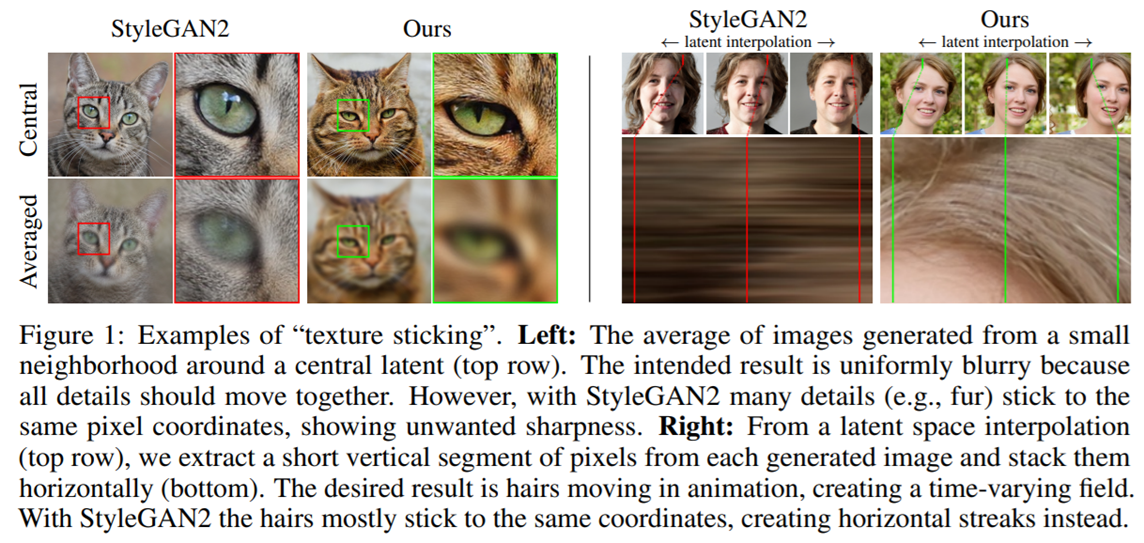 StyleGAN2
Ours
StyleGAN2
Ours
← latent interpolation →
← latent interpolation →
Central
Averaged
Figure 1: Examples of “texture sticking”. Left: The average of images generated from a small
neighborhood around a central latent (top row). The intended result is uniformly blurry because
all details should move together. However, with StyleGAN2 many details (e.g., fur) stick to the
same pixel coordinates, showing unwanted sharpness. Right: From a latent space interpolation
(top row), we extract a short vertical segment of pixels from each generated image and stack them
horizontally (bottom). The desired result is hairs moving in animation, creating a time-varying field.
With StyleGAN2 the hairs mostly stick to the same coordinates, creating horizontal streaks instead.